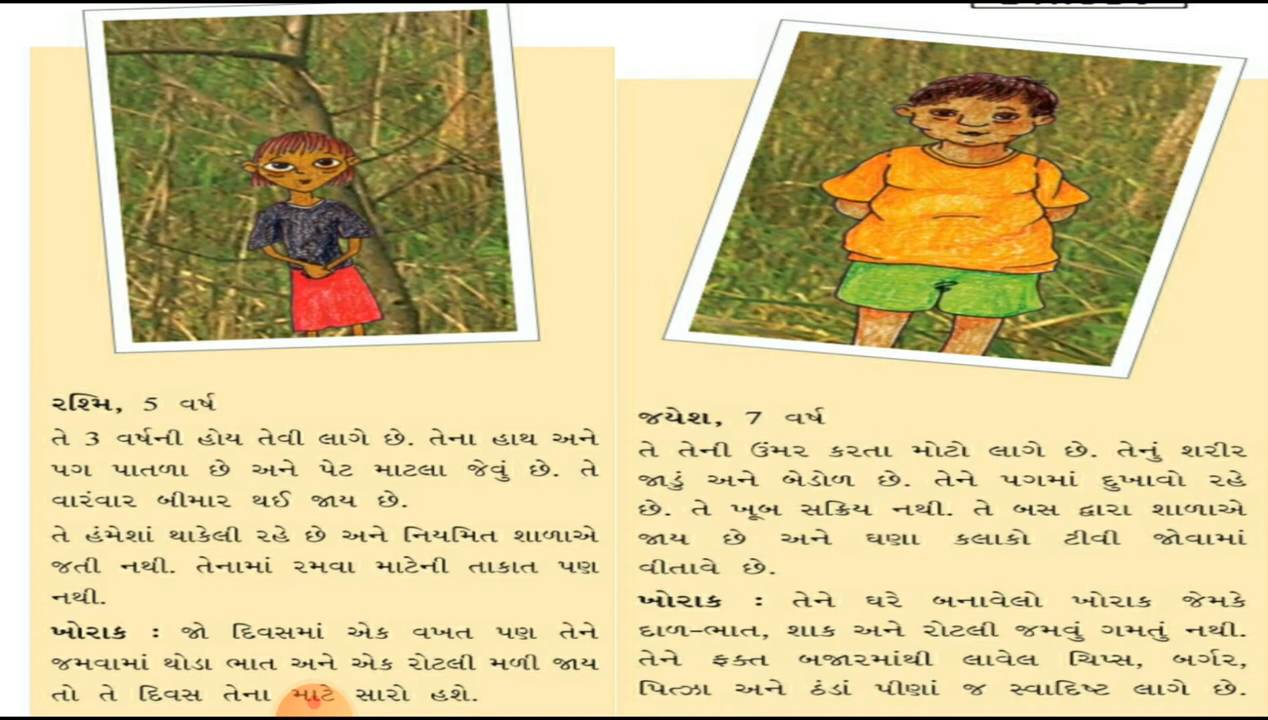 રશ્મિ, 5 વર્ષ
તે 3 વર્ષની હોય તેવી લાગે છે. તેના હાથ અને
પગ પાતળા છે અને પેટ માટલા જેવું છે. તે
વારંવાર બીમાર થઈ જાય છે.
તે હંમેશાં થાકેલી રહે છે અને નિયમિત શાળાએ
જતી નથી. તેનામાં રમવા માટેની તાકાત પણ
નથી.
ખોરાક : જો દિવસમાં એક વખત પણ તેને
જમવામાં થોડા ભાત અને એક રોટલી મળી જાય
તો તે દિવસ તેના માટે સારો હશે.
જયેશ, 7 વર્ષ
તે તેની ઉંમર કરતા મોટો લાગે છે. તેનું શરીર
જાડું અને બેડોળ છે. તેને પગમાં દુખાવો રહે
છે. તે ખૂબ સક્રિય નથી. તે બસ દ્વારા શાળાએ
જાય છે અને ઘણા કલાકો ટીવી જોવામાં
વીતાવે છે.
ખોરાક : તેને ઘરે બનાવેલો ખોરાક જેમકે
દાળ-ભાત, શાક અને રોટલી જમવું ગમતું નથી.
તેને ફક્ત બજારમાંથી લાવેલ ચિપ્સ, બર્ગર,
પિત્ઝા અને ઠંડાં પીણાં જ સ્વાદિષ્ટ લાગે છે.